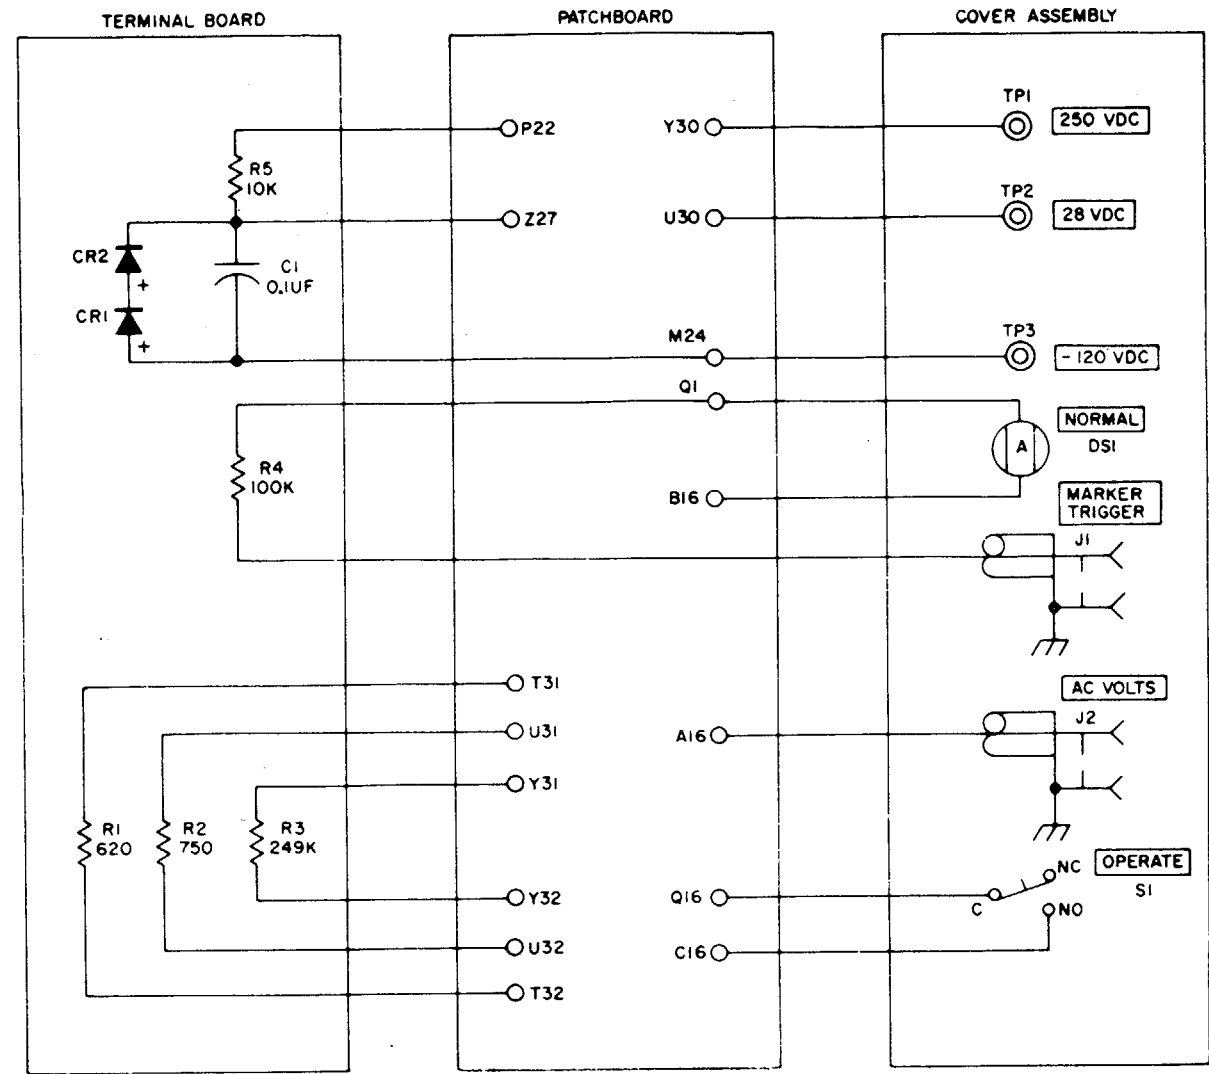 TERMINAL BOARD
PATCHBOARD
COVER ASSEMBLY
P22
Y30
TP1
250 VDC
R5
10K
Z27
U30
TP2
28 VDC
CR2
+
C1
0.1UF
CR1
+
M24
TP3
-120 VDC
Q1
NORMAL
DS1
A
R4
100K
B16
MARKER
TRIGGER
J1
T31
AC VOLTS
U31
A16
J2
Y31
R1
620
R2
750
R3
249K
NC
OPERATE
S1
Y32
Q16
C
NO
U32
C16
T32